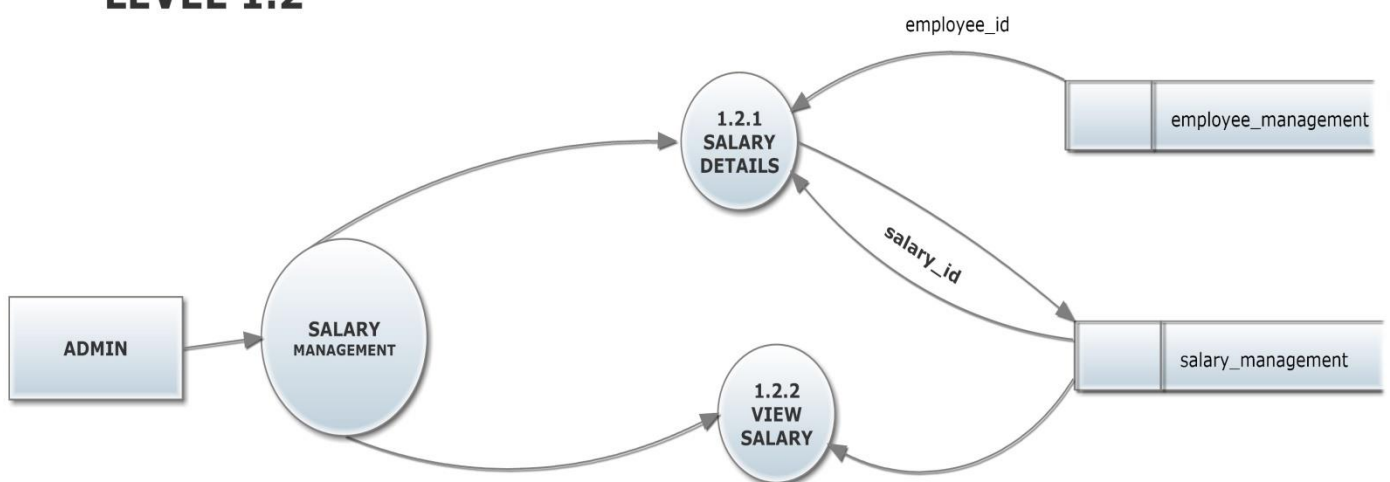 LEVEL 1.2
employee_id
1.2.1
SALARY
DETAILS
employee_management
salary_id
ADMIN
SALARY
MANAGEMENT
salary_management
1.2.2
VIEW
SALARY